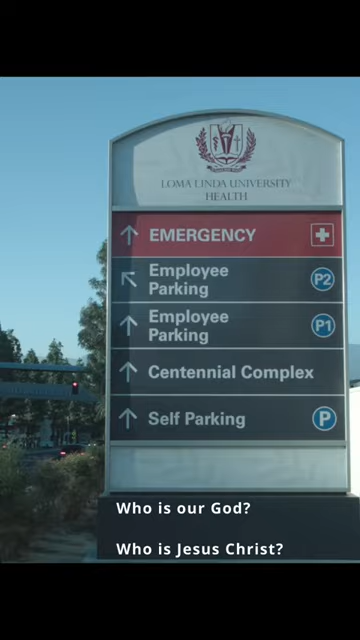 LOMA LINDA UNIVERSITY
HEALTH
EMERGENCY
Employee
Parking
P2
Employee
Parking
P1
Centennial Complex
Self Parking
P
Who is our God?
Who is Jesus Christ?